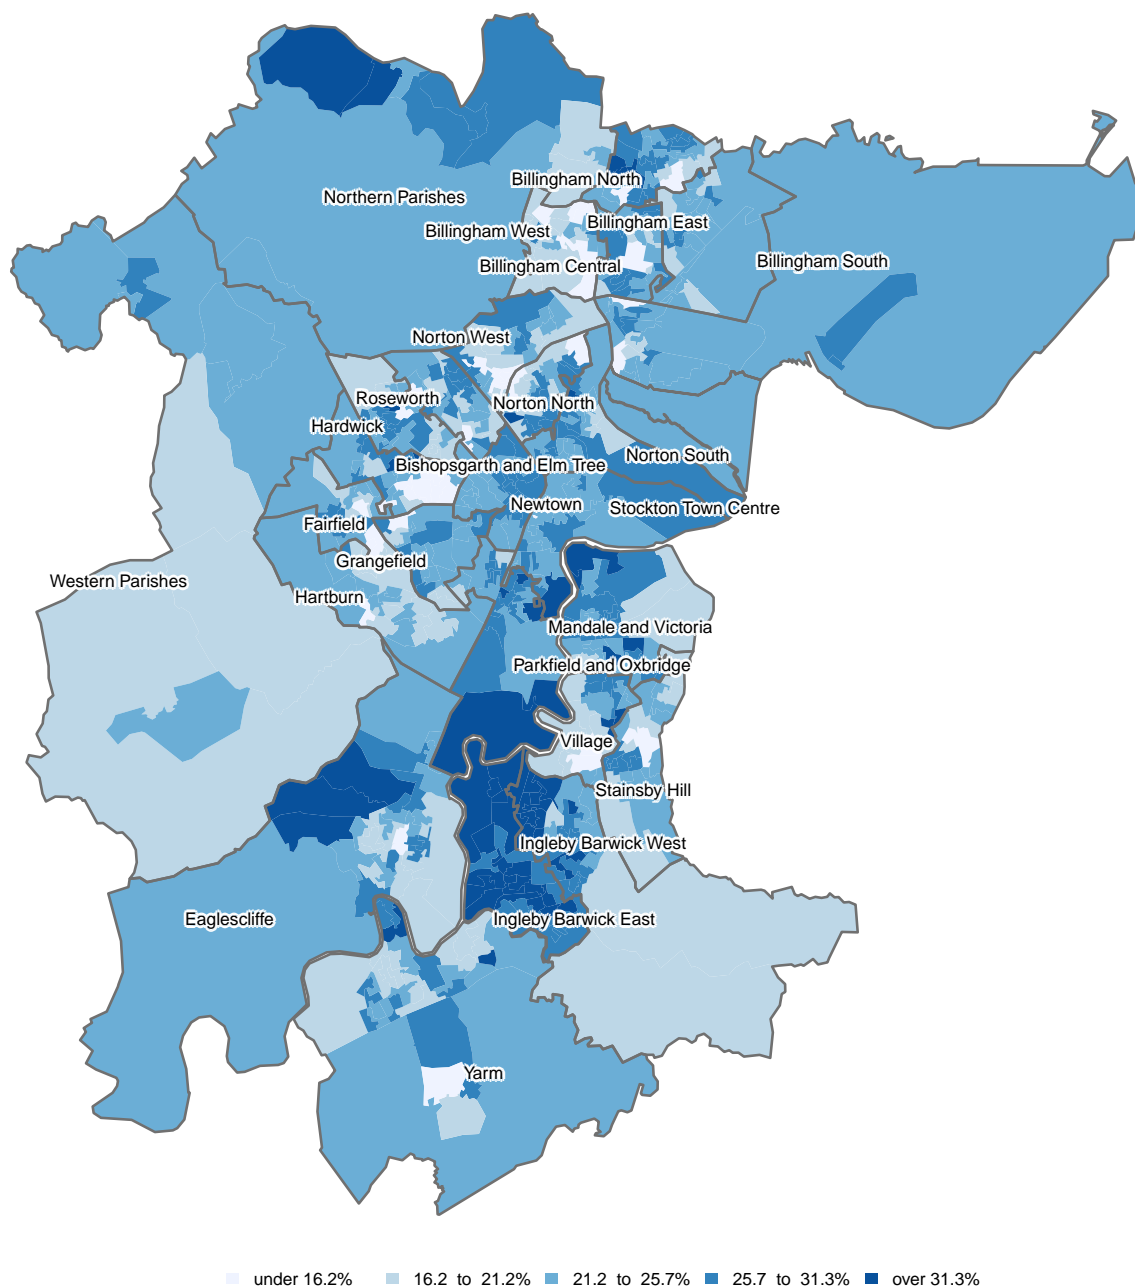 Billingham North
Northern Parishes
Billingham East
Billingham West
Billingham South
Billingham Central
Norton West
Roseworth
Norton North
Hardwick
Norton South
Bishopsgarth and Elm Tree
Newtown
Stockton Town Centre
Fairfield
Grangefield
Western Parishes
Hartburn
Mandale and Victoria
Parkfield and Oxbridge
Village
Stainsby Hill
Ingleby Barwick West
Eaglescliffe
Ingleby Barwick East
Yarm
under 16.2% 16.2 to 21.2% 21.2 to 25.7% 25.7 to 31.3% over 31.3%